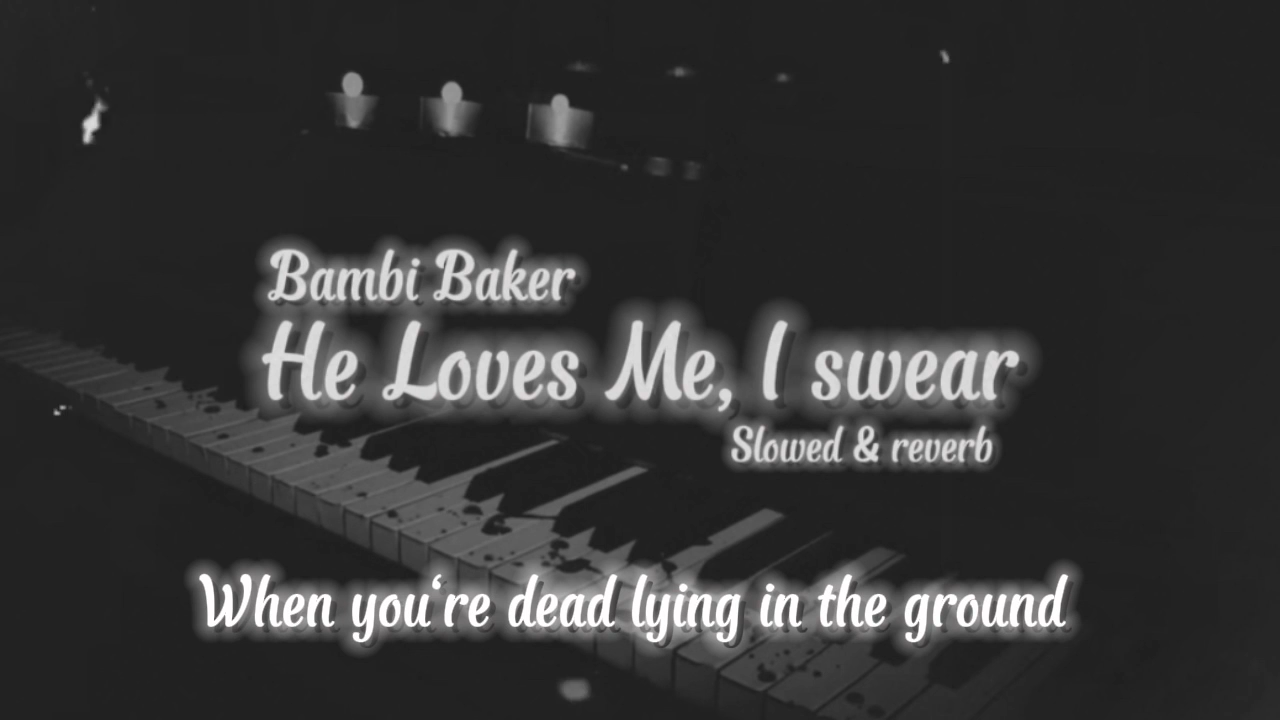 Bambi Baker
He Loves Me, I swear
Slowed & reverb
When you‘re dead lying in the ground